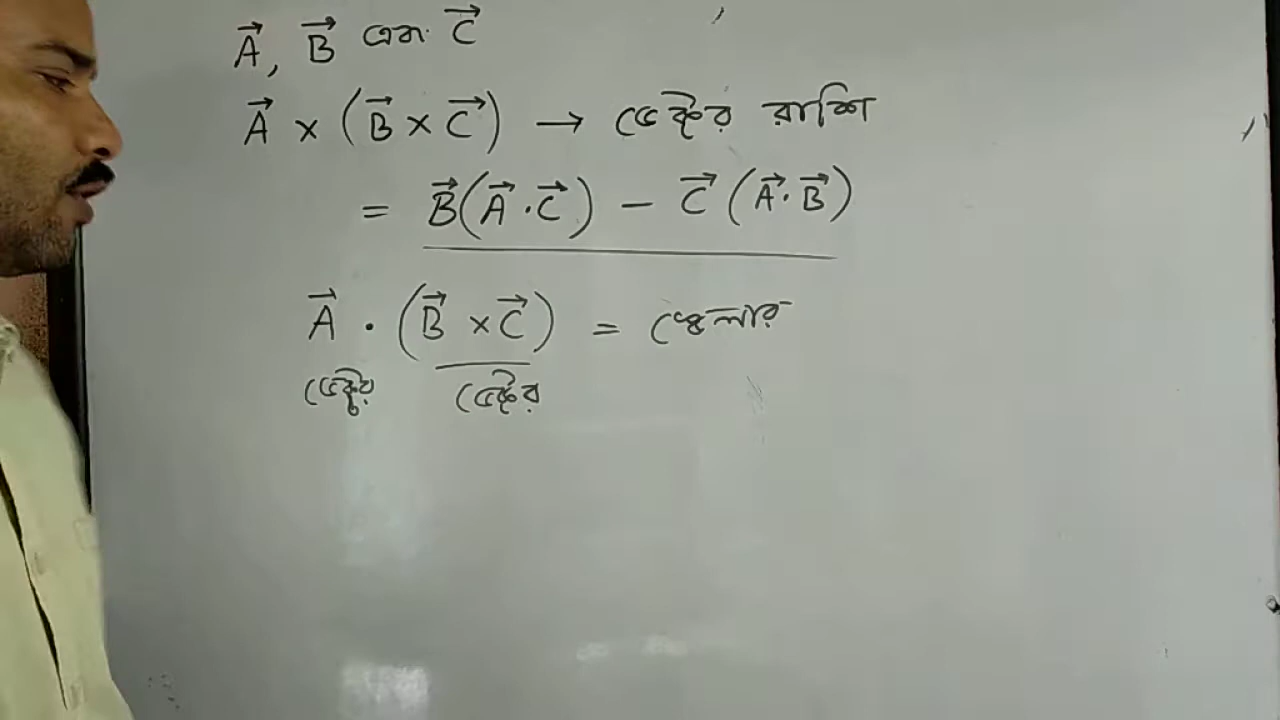 A⃗, B⃗ এবং C⃗
A⃗ × (B⃗ × C⃗) → ভেক্টর রাশি
= B⃗(A⃗ · C⃗) − C⃗(A⃗ · B⃗)
A⃗ · (B⃗ × C⃗) = স্কেলার
ভেক্টর ভেক্টর